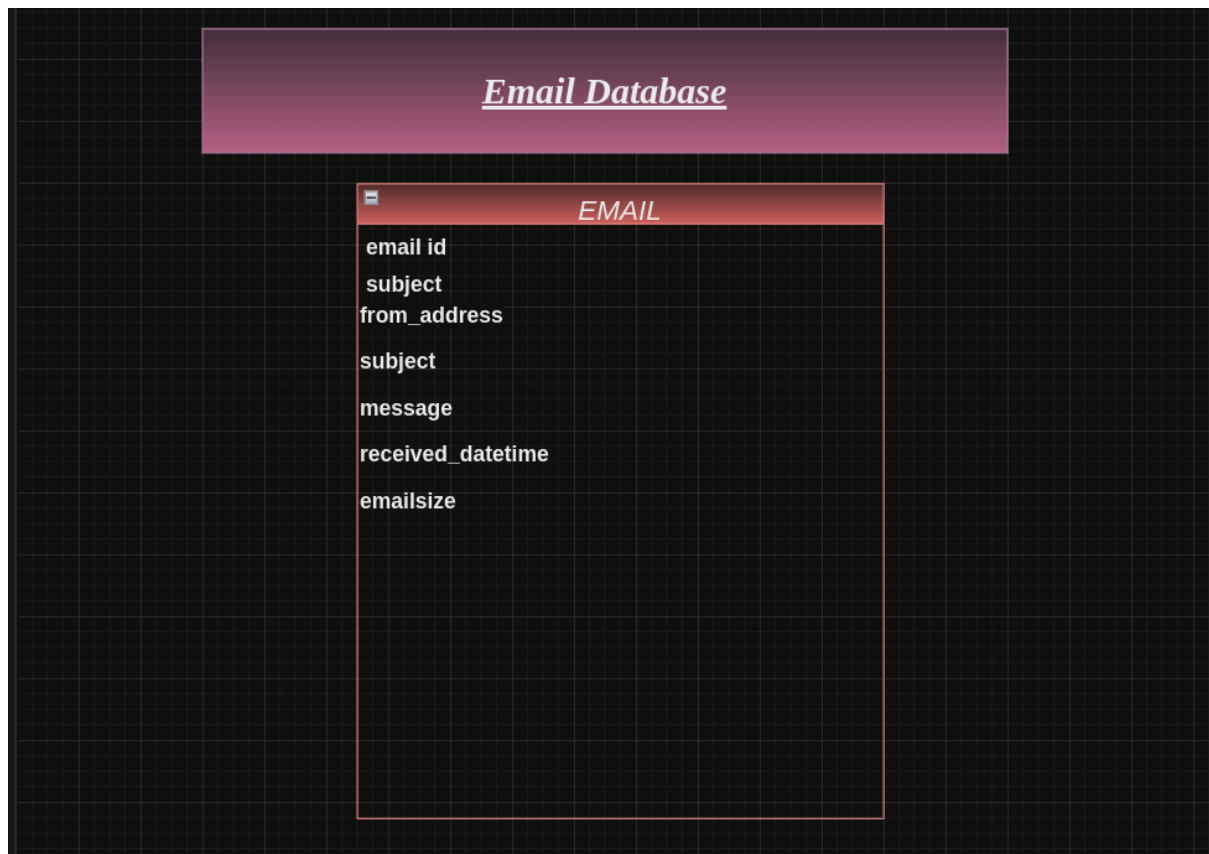 Email Database
EMAIL
email id
subject
from_address
subject
message
received_datetime
emailsize